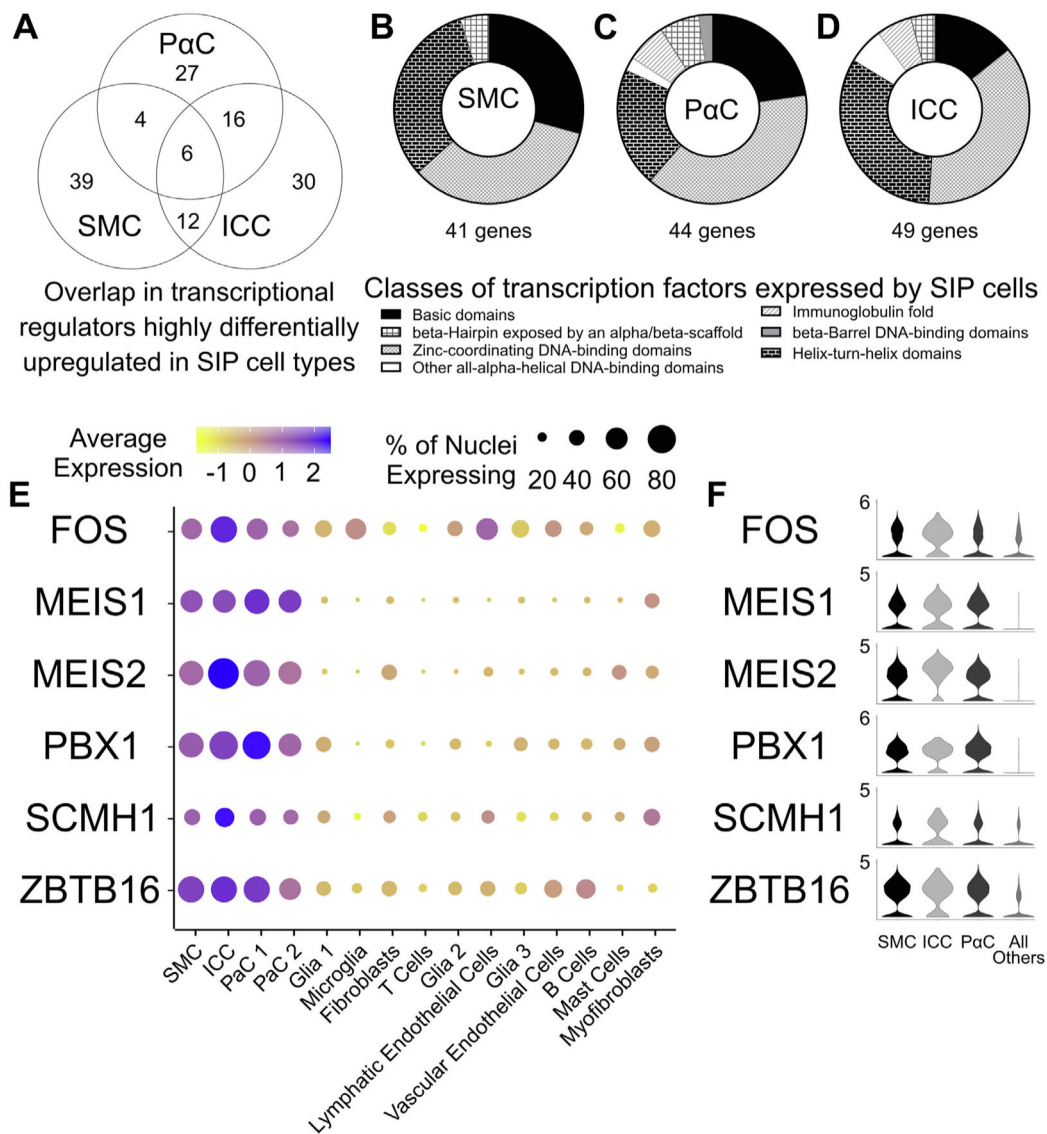 A
PαC
27
4
16
6
39
30
SMC
12
ICC
Overlap in transcriptional
regulators highly differentially
upregulated in SIP cell types
B
SMC
41 genes
C
PαC
44 genes
D
ICC
49 genes
Classes of transcription factors expressed by SIP cells
Basic domains
beta-Hairpin exposed by an alpha/beta-scaffold
Zinc-coordinating DNA-binding domains
Other all-alpha-helical DNA-binding domains
Immunoglobulin fold
beta-Barrel DNA-binding domains
Helix-turn-helix domains
Average
Expression
-1 0 1 2
% of Nuclei
Expressing
20 40 60 80
E
FOS
MEIS1
MEIS2
PBX1
SCMH1
ZBTB16
SMC
ICC
PaC 1
PaC 2
Glia 1
Microglia
Fibroblasts
T Cells
Glia 2
Lymphatic Endothelial Cells
Glia 3
Vascular Endothelial Cells
B Cells
Mast Cells
Myofibroblasts
F
6
FOS
5
MEIS1
5
MEIS2
6
PBX1
5
SCMH1
5
ZBTB16
SMC ICC PαC All
Others